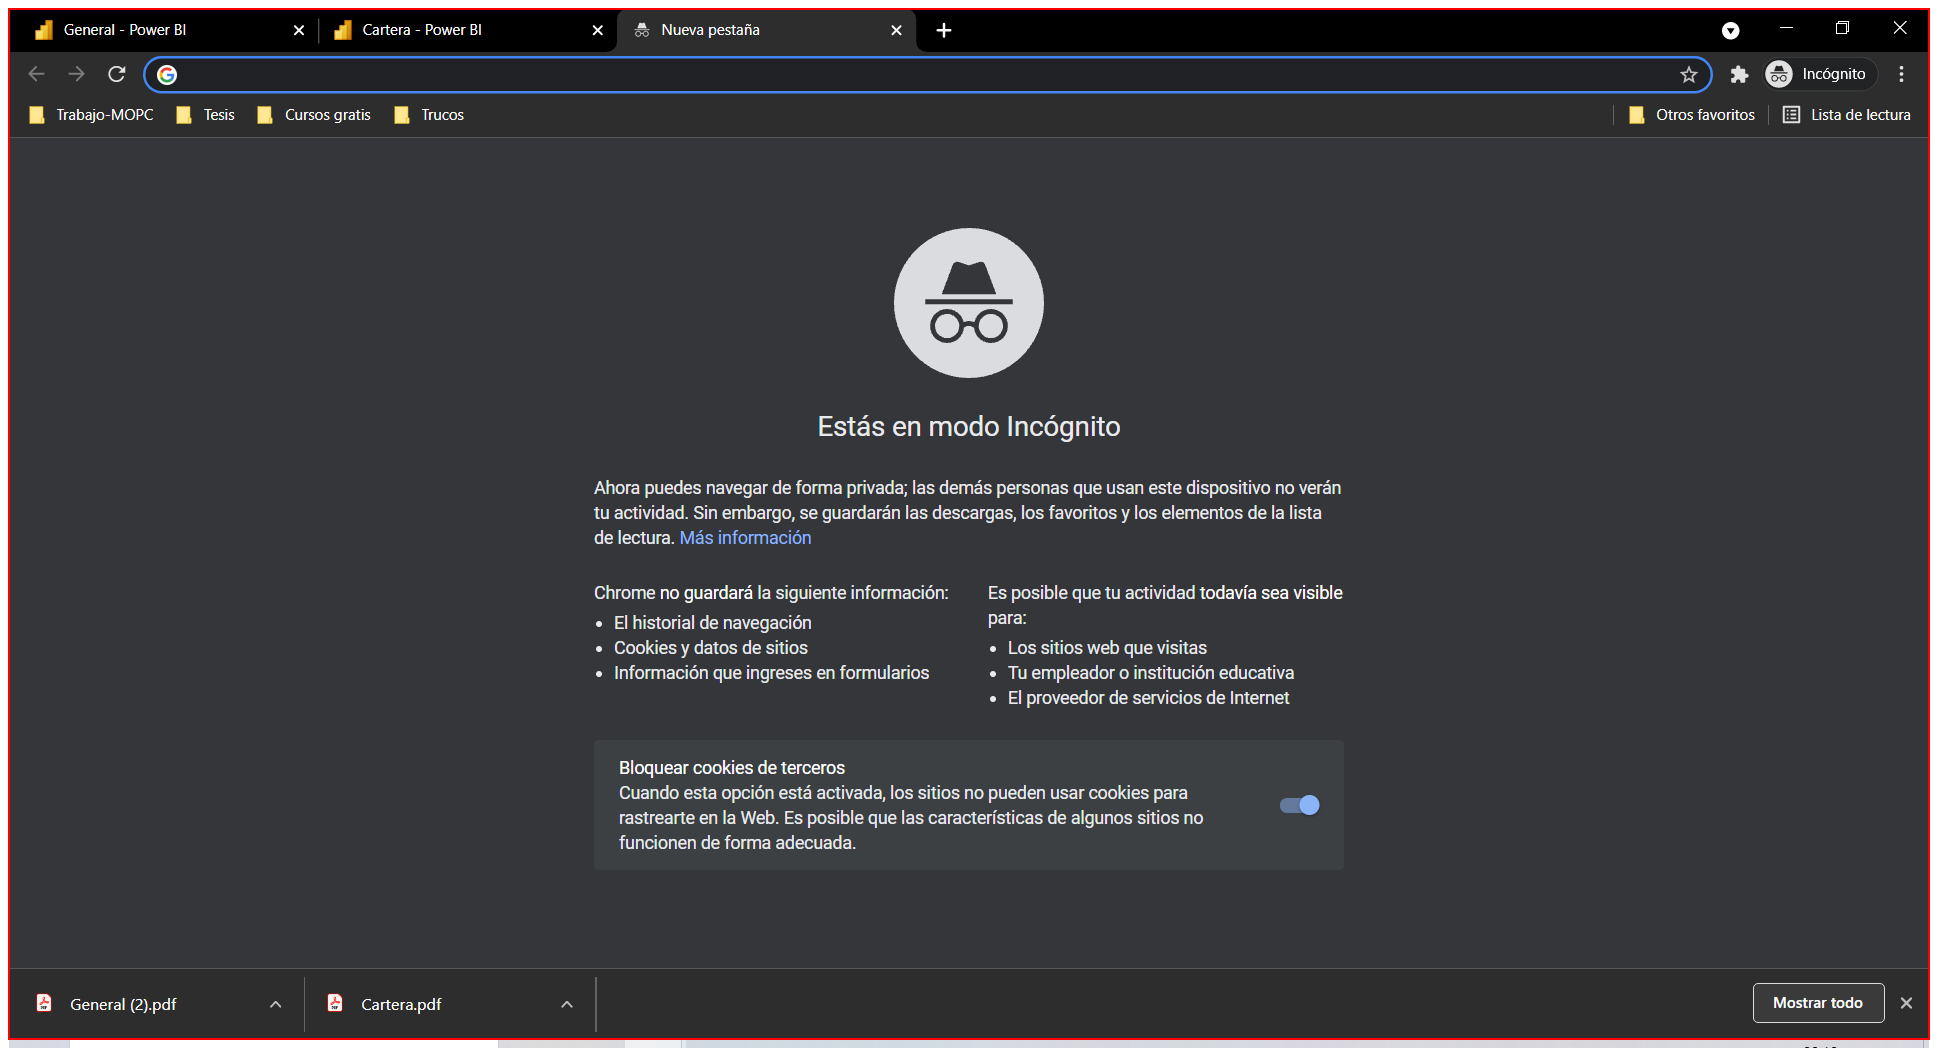 General - Power BI
Cartera - Power BI
Nueva pestaña
Incógnito
Trabajo-MOPC
Tesis
Cursos gratis
Trucos
Otros favoritos
Lista de lectura
Estás en modo Incógnito
Ahora puedes navegar de forma privada; las demás personas que usan este dispositivo no verán
tu actividad. Sin embargo, se guardarán las descargas, los favoritos y los elementos de la lista
de lectura. Más información
Chrome no guardará la siguiente información:
El historial de navegación
Cookies y datos de sitios
Información que ingreses en formularios
Es posible que tu actividad todavía sea visible
para:
Los sitios web que visitas
Tu empleador o institución educativa
El proveedor de servicios de Internet
Bloquear cookies de terceros
Cuando esta opción está activada, los sitios no pueden usar cookies para
rastrearte en la Web. Es posible que las características de algunos sitios no
funcionen de forma adecuada.
General (2).pdf
Cartera.pdf
Mostrar todo